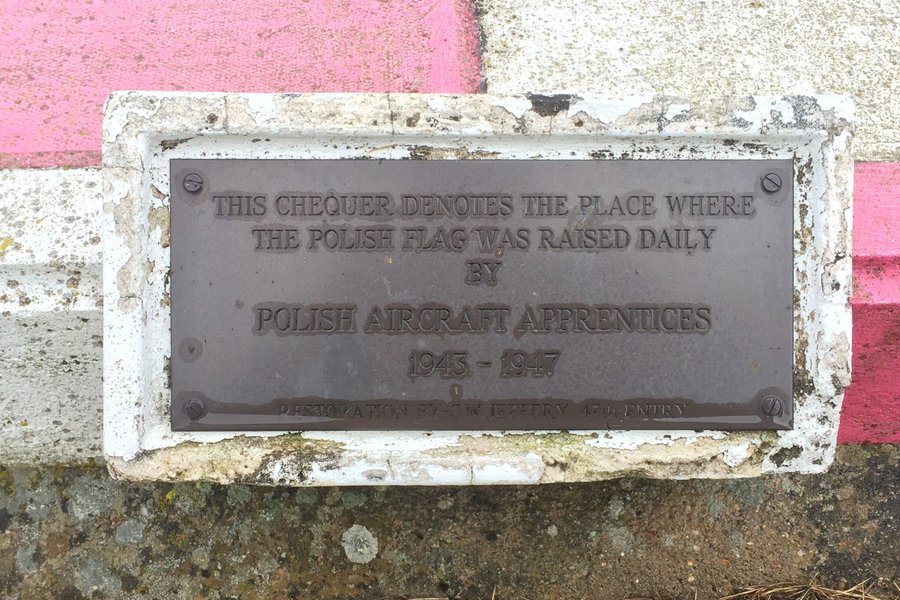 THIS CHEQUER DENOTES THE PLACE WHERE
THE POLISH FLAG WAS RAISED DAILY
BY
POLISH AIRCRAFT APPRENTICES
1943 - 1947
RESTORATION BY W JEFFERY ENTRY